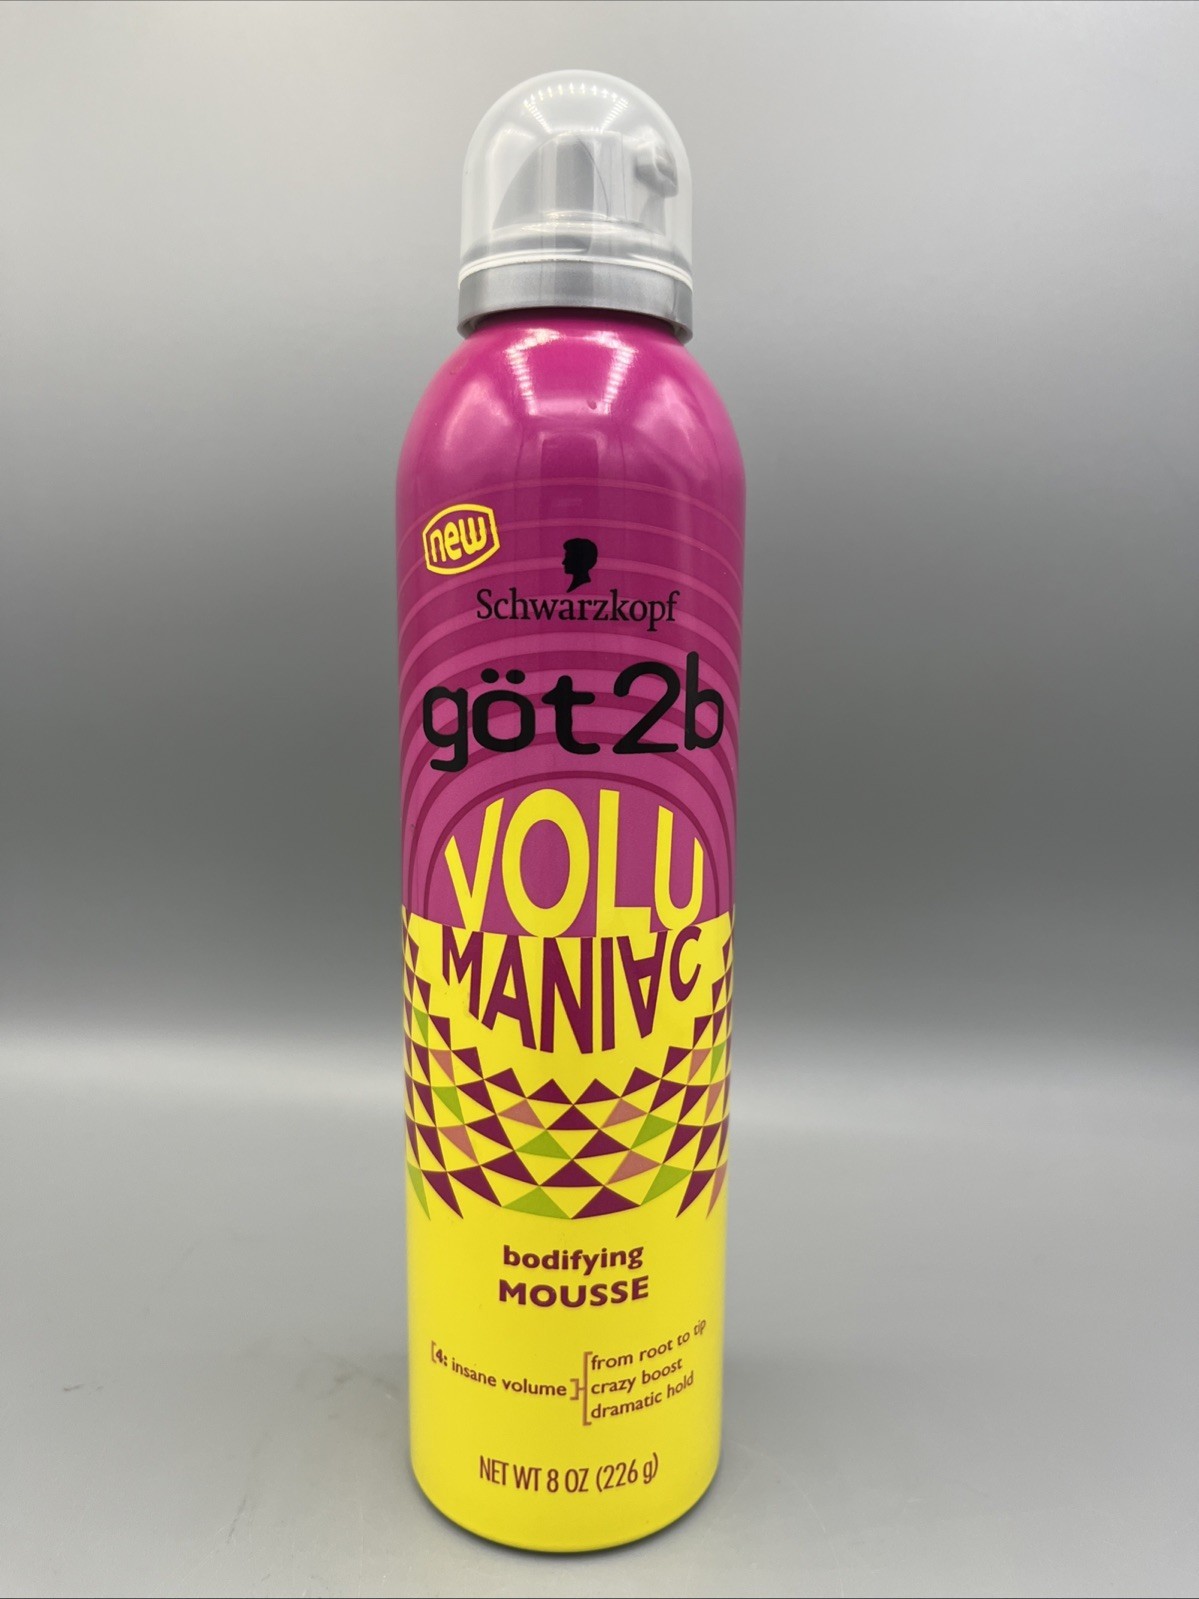 new
Schwarzkopf
göt2b
VOLU
MANIAC
bodifying
MOUSSE
[4: insane volume]
from root to tip
crazy boost
dramatic hold
NET WT 8 OZ (226 g)